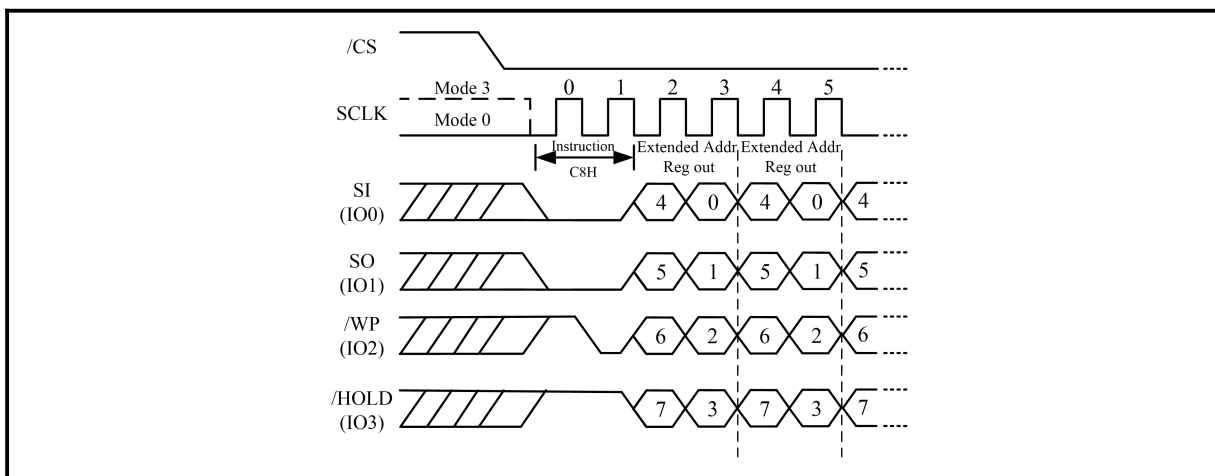 /CS
Mode 3 0 1 2 3 4 5
SCLK
Mode 0
Instruction Extended Addr Extended Addr
C8H Reg out Reg out
SI
(IO0) 4 0 4 0 4
SO
(IO1) 5 1 5 1 5
/WP
(IO2) 6 2 6 2 6
/HOLD
(IO3) 7 3 7 3 7